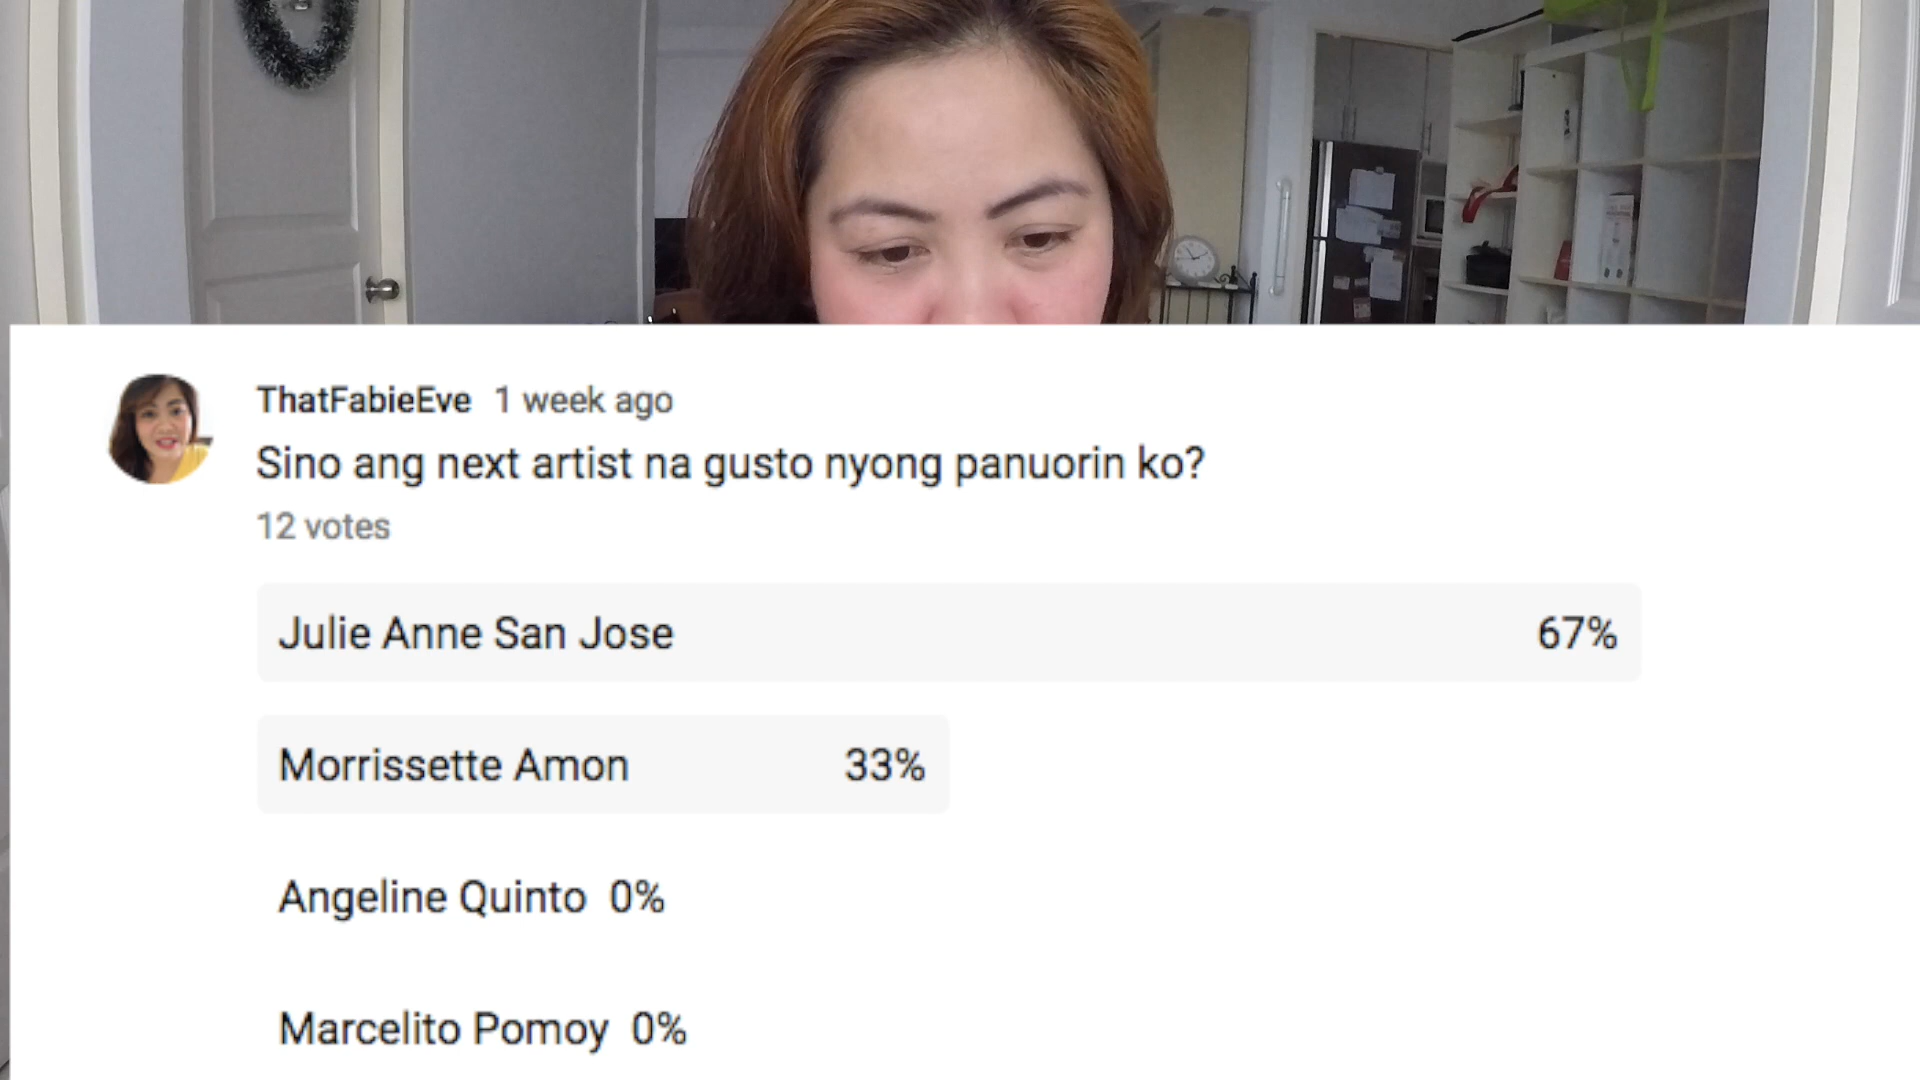 ThatFabieEve 1 week ago
Sino ang next artist na gusto nyong panuorin ko?
12 votes
Julie Anne San Jose 67%
Morrissette Amon 33%
Angeline Quinto 0%
Marcelito Pomoy 0%